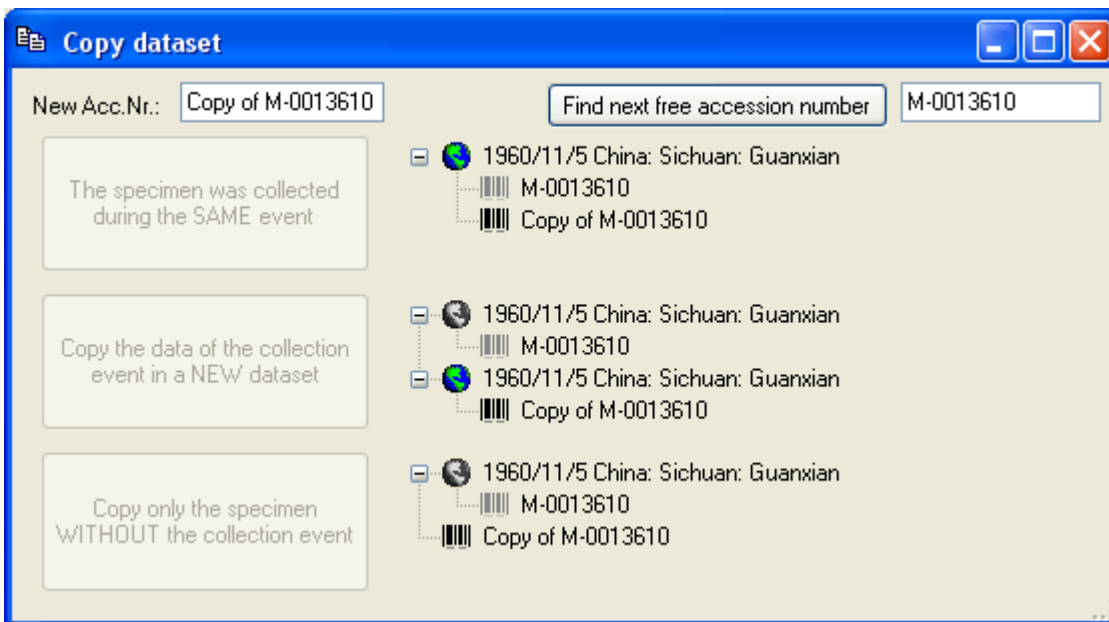 Copy dataset
New Acc.Nr.: Copy of M-0013610 Find next free accession number M-0013610
The specimen was collected
during the SAME event
1960/11/5 China: Sichuan: Guanxian
M-0013610
Copy of M-0013610
Copy the data of the collection
event in a NEW dataset
1960/11/5 China: Sichuan: Guanxian
M-0013610
1960/11/5 China: Sichuan: Guanxian
Copy of M-0013610
Copy only the specimen
WITHOUT the collection event
1960/11/5 China: Sichuan: Guanxian
M-0013610
Copy of M-0013610